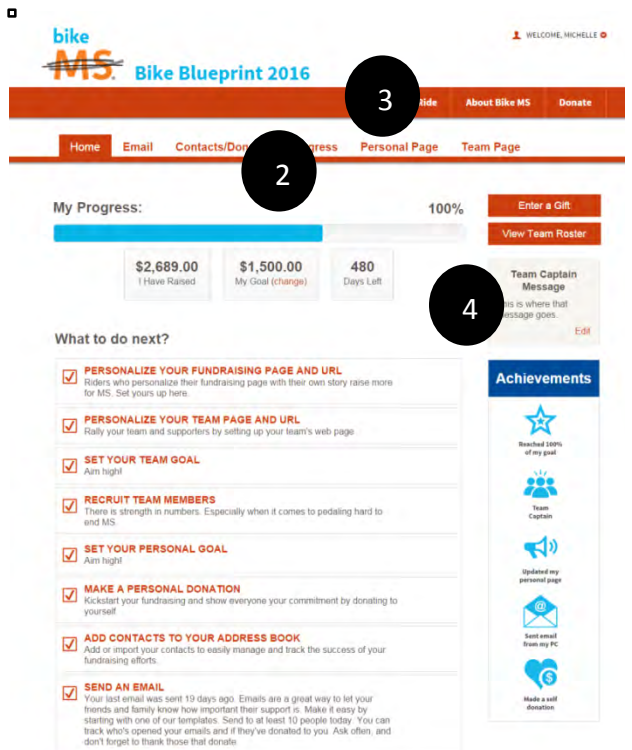 bike
MS
WELCOME, MICHELLE
Bike Blueprint 2016
3
Ride
About Bike MS
Donate
Home
Email
Contacts/Don
gress
Personal Page
Team Page
2
My Progress:
100%
$2,689.00
I Have Raised
$1,500.00
My Goal (change)
480
Days Left
Enter a Gift
View Team Roster
4
Team Captain
Message
his is where that
essage goes.
Edit
What to do next?
PERSONALIZE YOUR FUNDRAISING PAGE AND URL
Riders who personalize their fundraising page with their own story raise more
for MS. Set yours up here.
PERSONALIZE YOUR TEAM PAGE AND URL
Rally your team and supporters by setting up your team's web page.
SET YOUR TEAM GOAL
Aim high!
RECRUIT TEAM MEMBERS
There is strength in numbers. Especially when it comes to pedaling hard to
end MS.
SET YOUR PERSONAL GOAL
Aim high!
MAKE A PERSONAL DONATION
Kickstart your fundraising and show everyone your commitment by donating to
yourself.
ADD CONTACTS TO YOUR ADDRESS BOOK
Add or import your contacts to easily manage and track the success of your
fundraising efforts.
SEND AN EMAIL
Your last email was sent 19 days ago. Emails are a great way to let your
friends and family know how important their support is. Make it easy by
starting with one of our templates. Send to at least 10 people today. You can
track who's opened your emails and if they've donated to you. Ask often, and
don't forget to thank those that donate.
Achievements
Reached 100%
of my goal
Team
Captain
Updated my
personal page
Sent email
from my PC
Made a self
donation